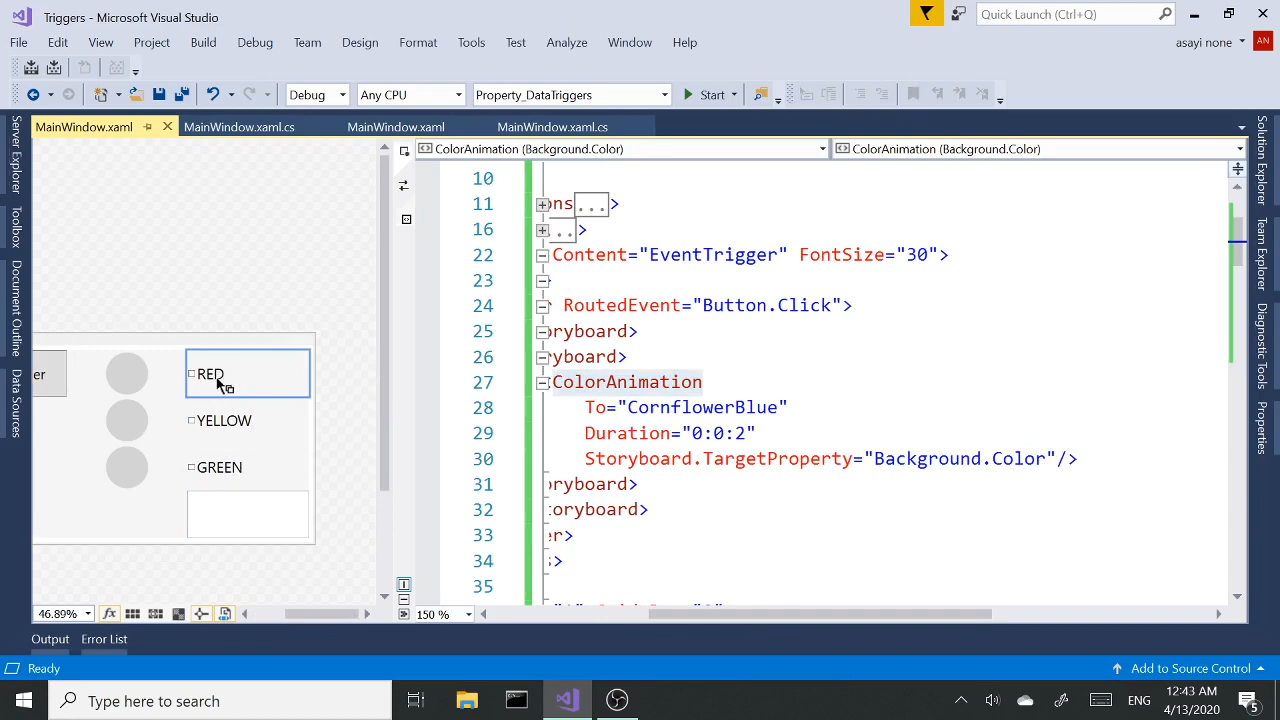 Triggers - Microsoft Visual Studio
Quick Launch (Ctrl+Q)
File Edit View Project Build Debug Team Design Format Tools Test Analyze Window Help
asayi none
AN
Debug Any CPU Property_DataTriggers Start
MainWindow.xaml MainWindow.xaml.cs MainWindow.xaml MainWindow.xaml.cs
ColorAnimation (Background.Color) ColorAnimation (Background.Color)
Server Explorer
Toolbox
Document Outline
Data Sources
er
RED
YELLOW
GREEN
10
11 ons...>
16 ...>
22 Content="EventTrigger" FontSize="30">
23 >
24 RoutedEvent="Button.Click">
25 oryboard>
26 ryboard>
27 ColorAnimation
28 To="CornflowerBlue"
29 Duration="0:0:2"
30 Storyboard.TargetProperty="Background.Color"/>
31 oryboard>
32 toryboard>
33 er>
34 s>
35
Solution Explorer
Team Explorer
Diagnostic Tools
Properties
46.89% fx
150 %
Output Error List
Ready
Add to Source Control
Type here to search
ENG
12:43 AM
4/13/2020
5